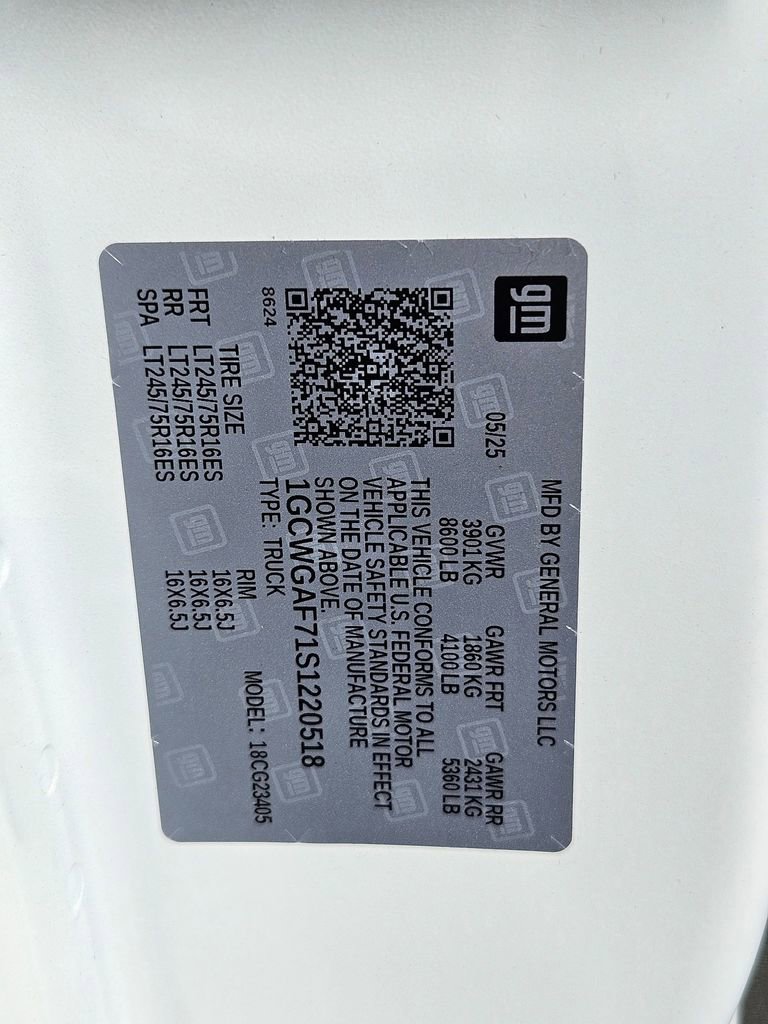 gm
MFD BY GENERAL MOTORS LLC
05/25
GVWR GAWR FRT GAWR RR
3901 KG 1860 KG 2431 KG
8600 LB 4100 LB 5360 LB
THIS VEHICLE CONFORMS TO ALL
APPLICABLE U.S. FEDERAL MOTOR
VEHICLE SAFETY STANDARDS IN EFFECT
ON THE DATE OF MANUFACTURE
SHOWN ABOVE.
1GCWGAF71S1220518
8624
TYPE: TRUCK MODEL: 18CG23405
TIRE SIZE RIM
FRT LT245/75R16ES 16X6.5J
RR LT245/75R16ES 16X6.5J
SPA LT245/75R16ES 16X6.5J